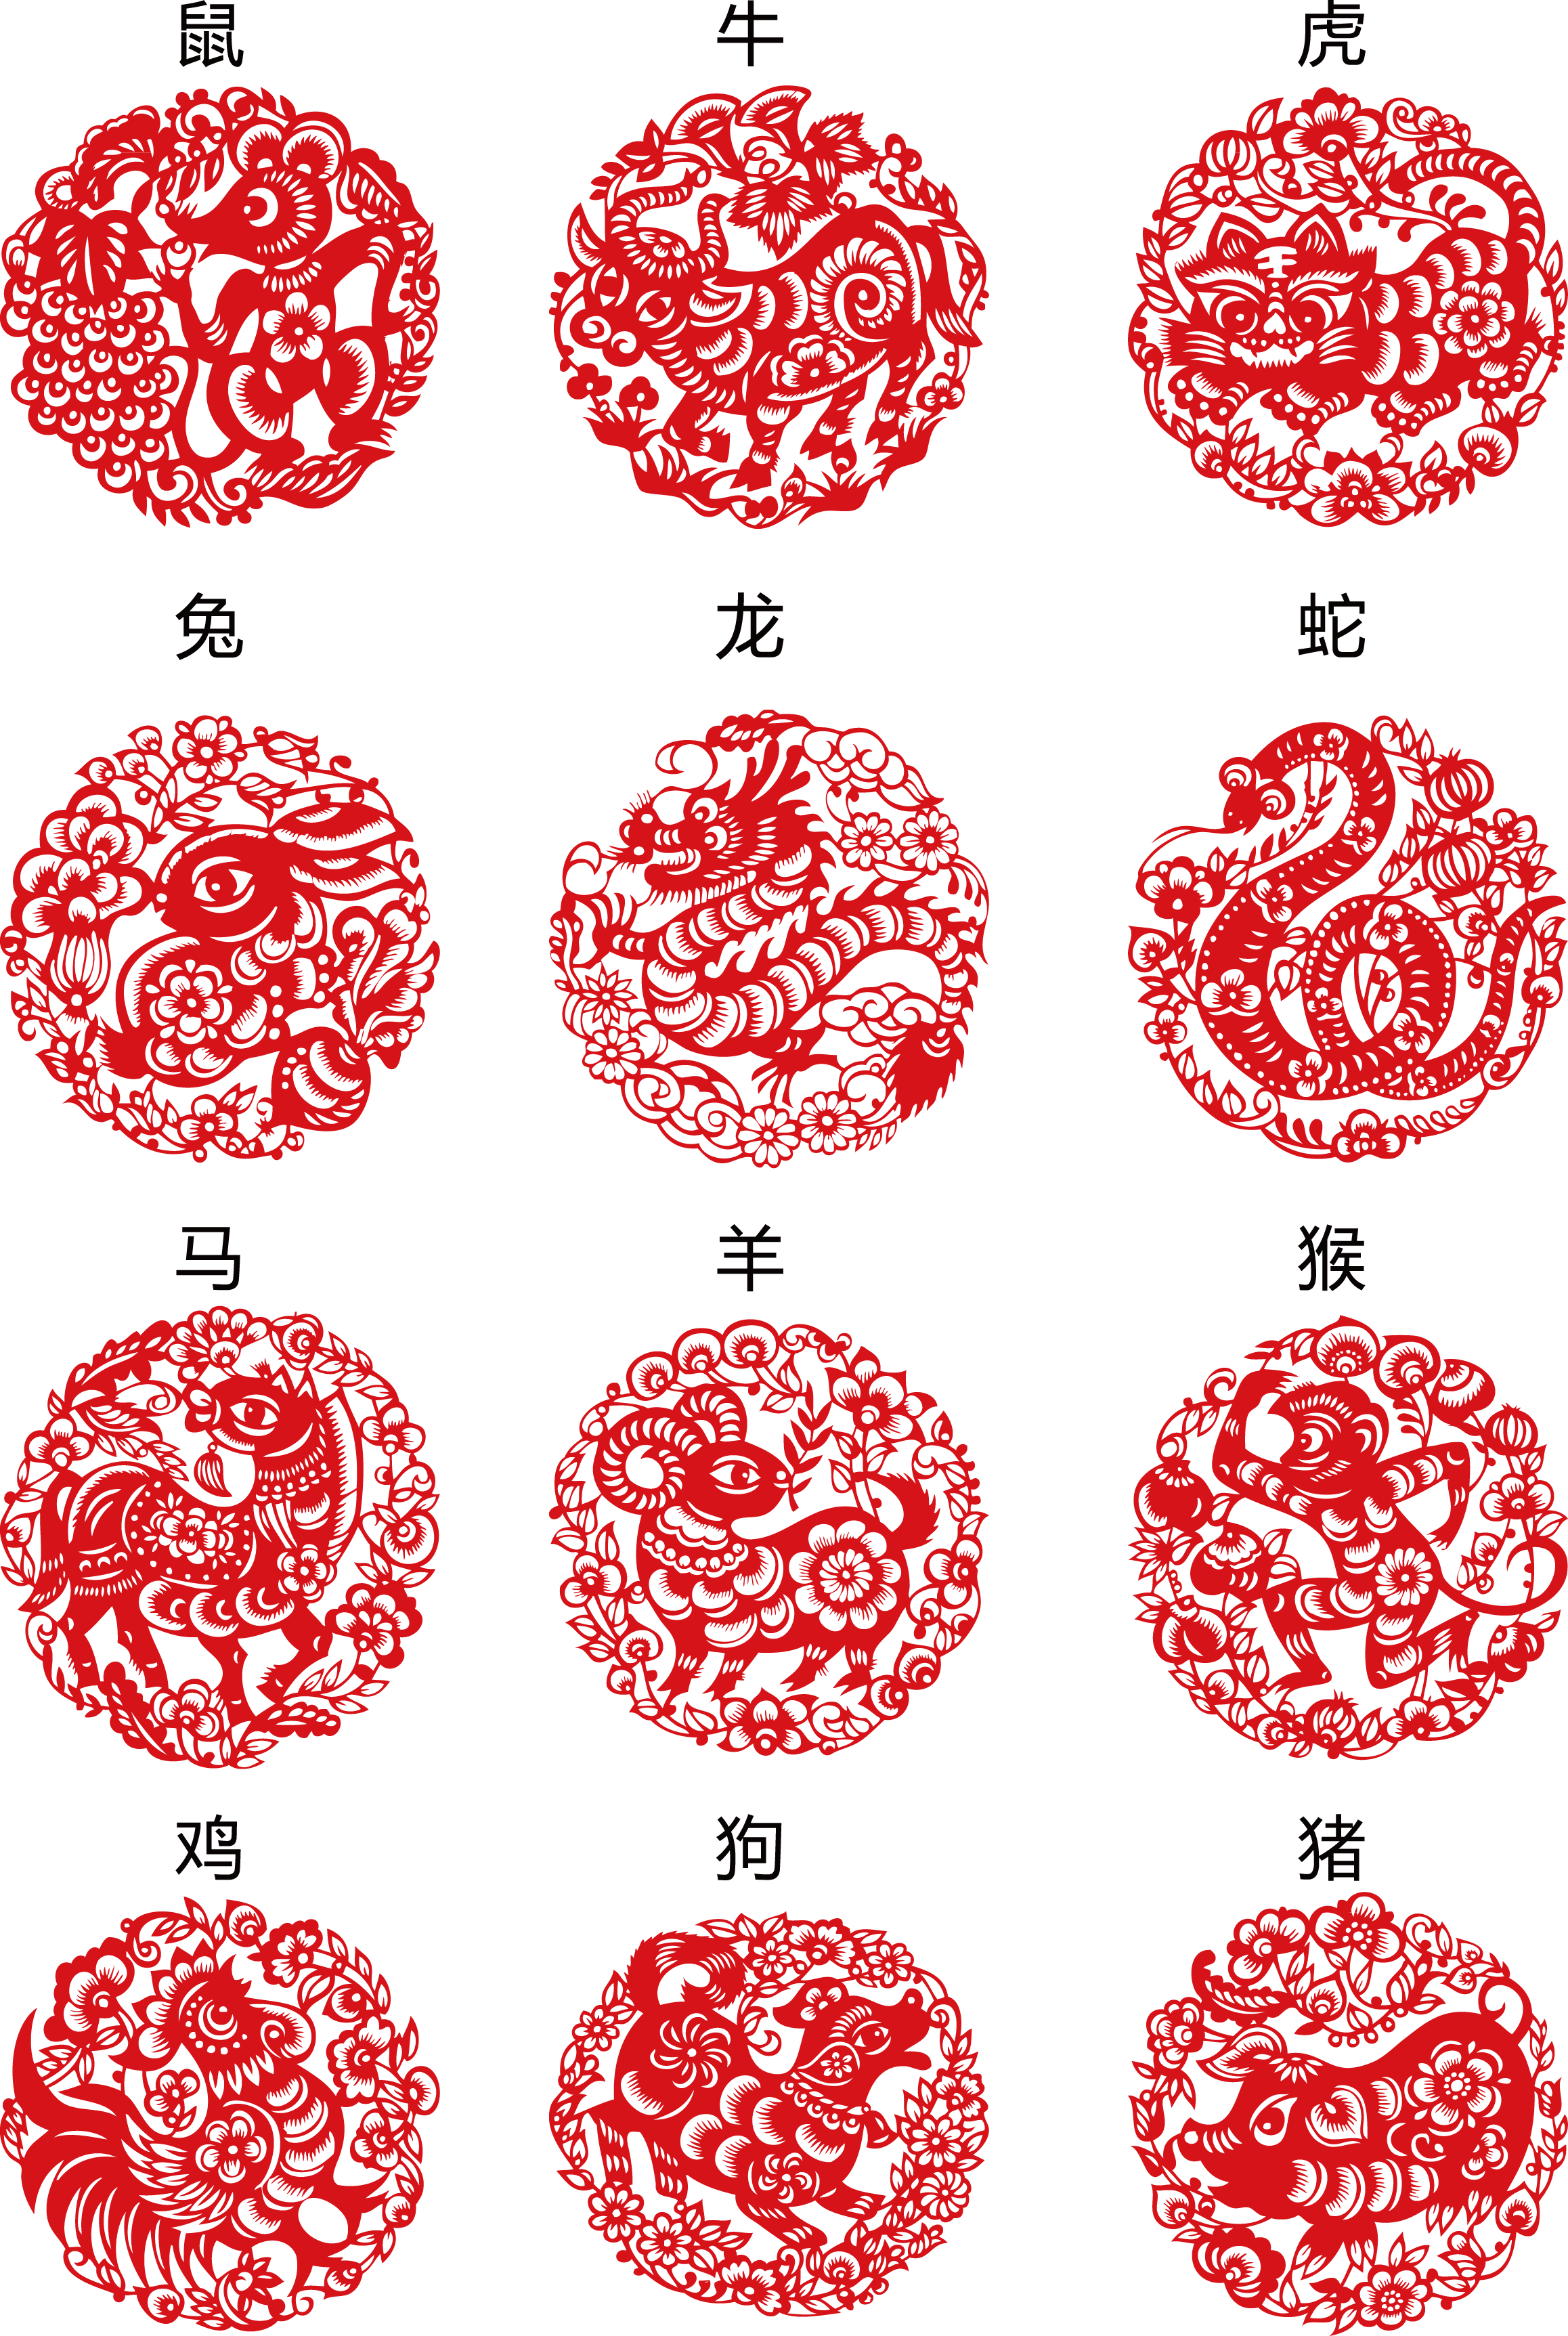 鼠 牛 虎
兔 龙 蛇
马 羊 猴
鸡 狗 猪